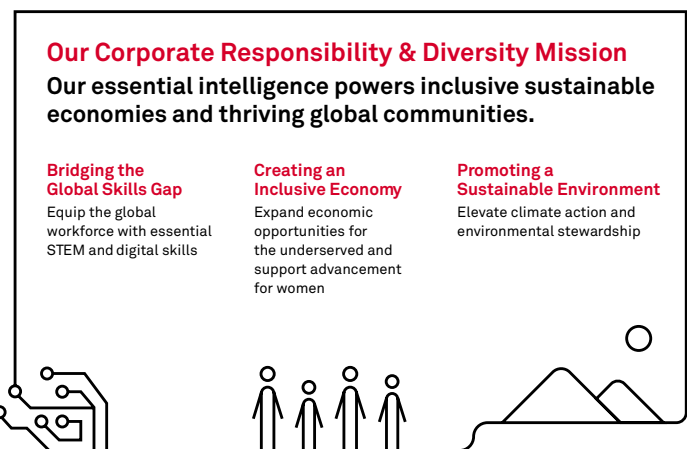 Our Corporate Responsibility & Diversity Mission
Our essential intelligence powers inclusive sustainable
economies and thriving global communities.
Bridging the
Global Skills Gap
Equip the global
workforce with essential
STEM and digital skills
Creating an
Inclusive Economy
Expand economic
opportunities for
the underserved and
support advancement
for women
Promoting a
Sustainable Environment
Elevate climate action and
environmental stewardship